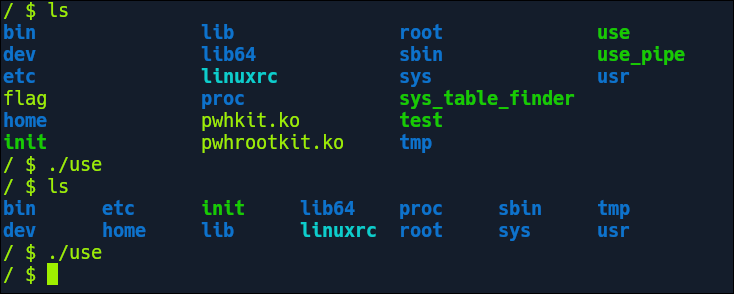 / $ ls
bin lib root use
dev lib64 sbin use_pipe
etc linuxrc sys usr
flag proc sys_table_finder
home pwhkit.ko test
init pwhrootkit.ko tmp
/ $ ./use
/ $ ls
bin etc init lib64 proc sbin tmp
dev home lib linuxrc root sys usr
/ $ ./use
/ $